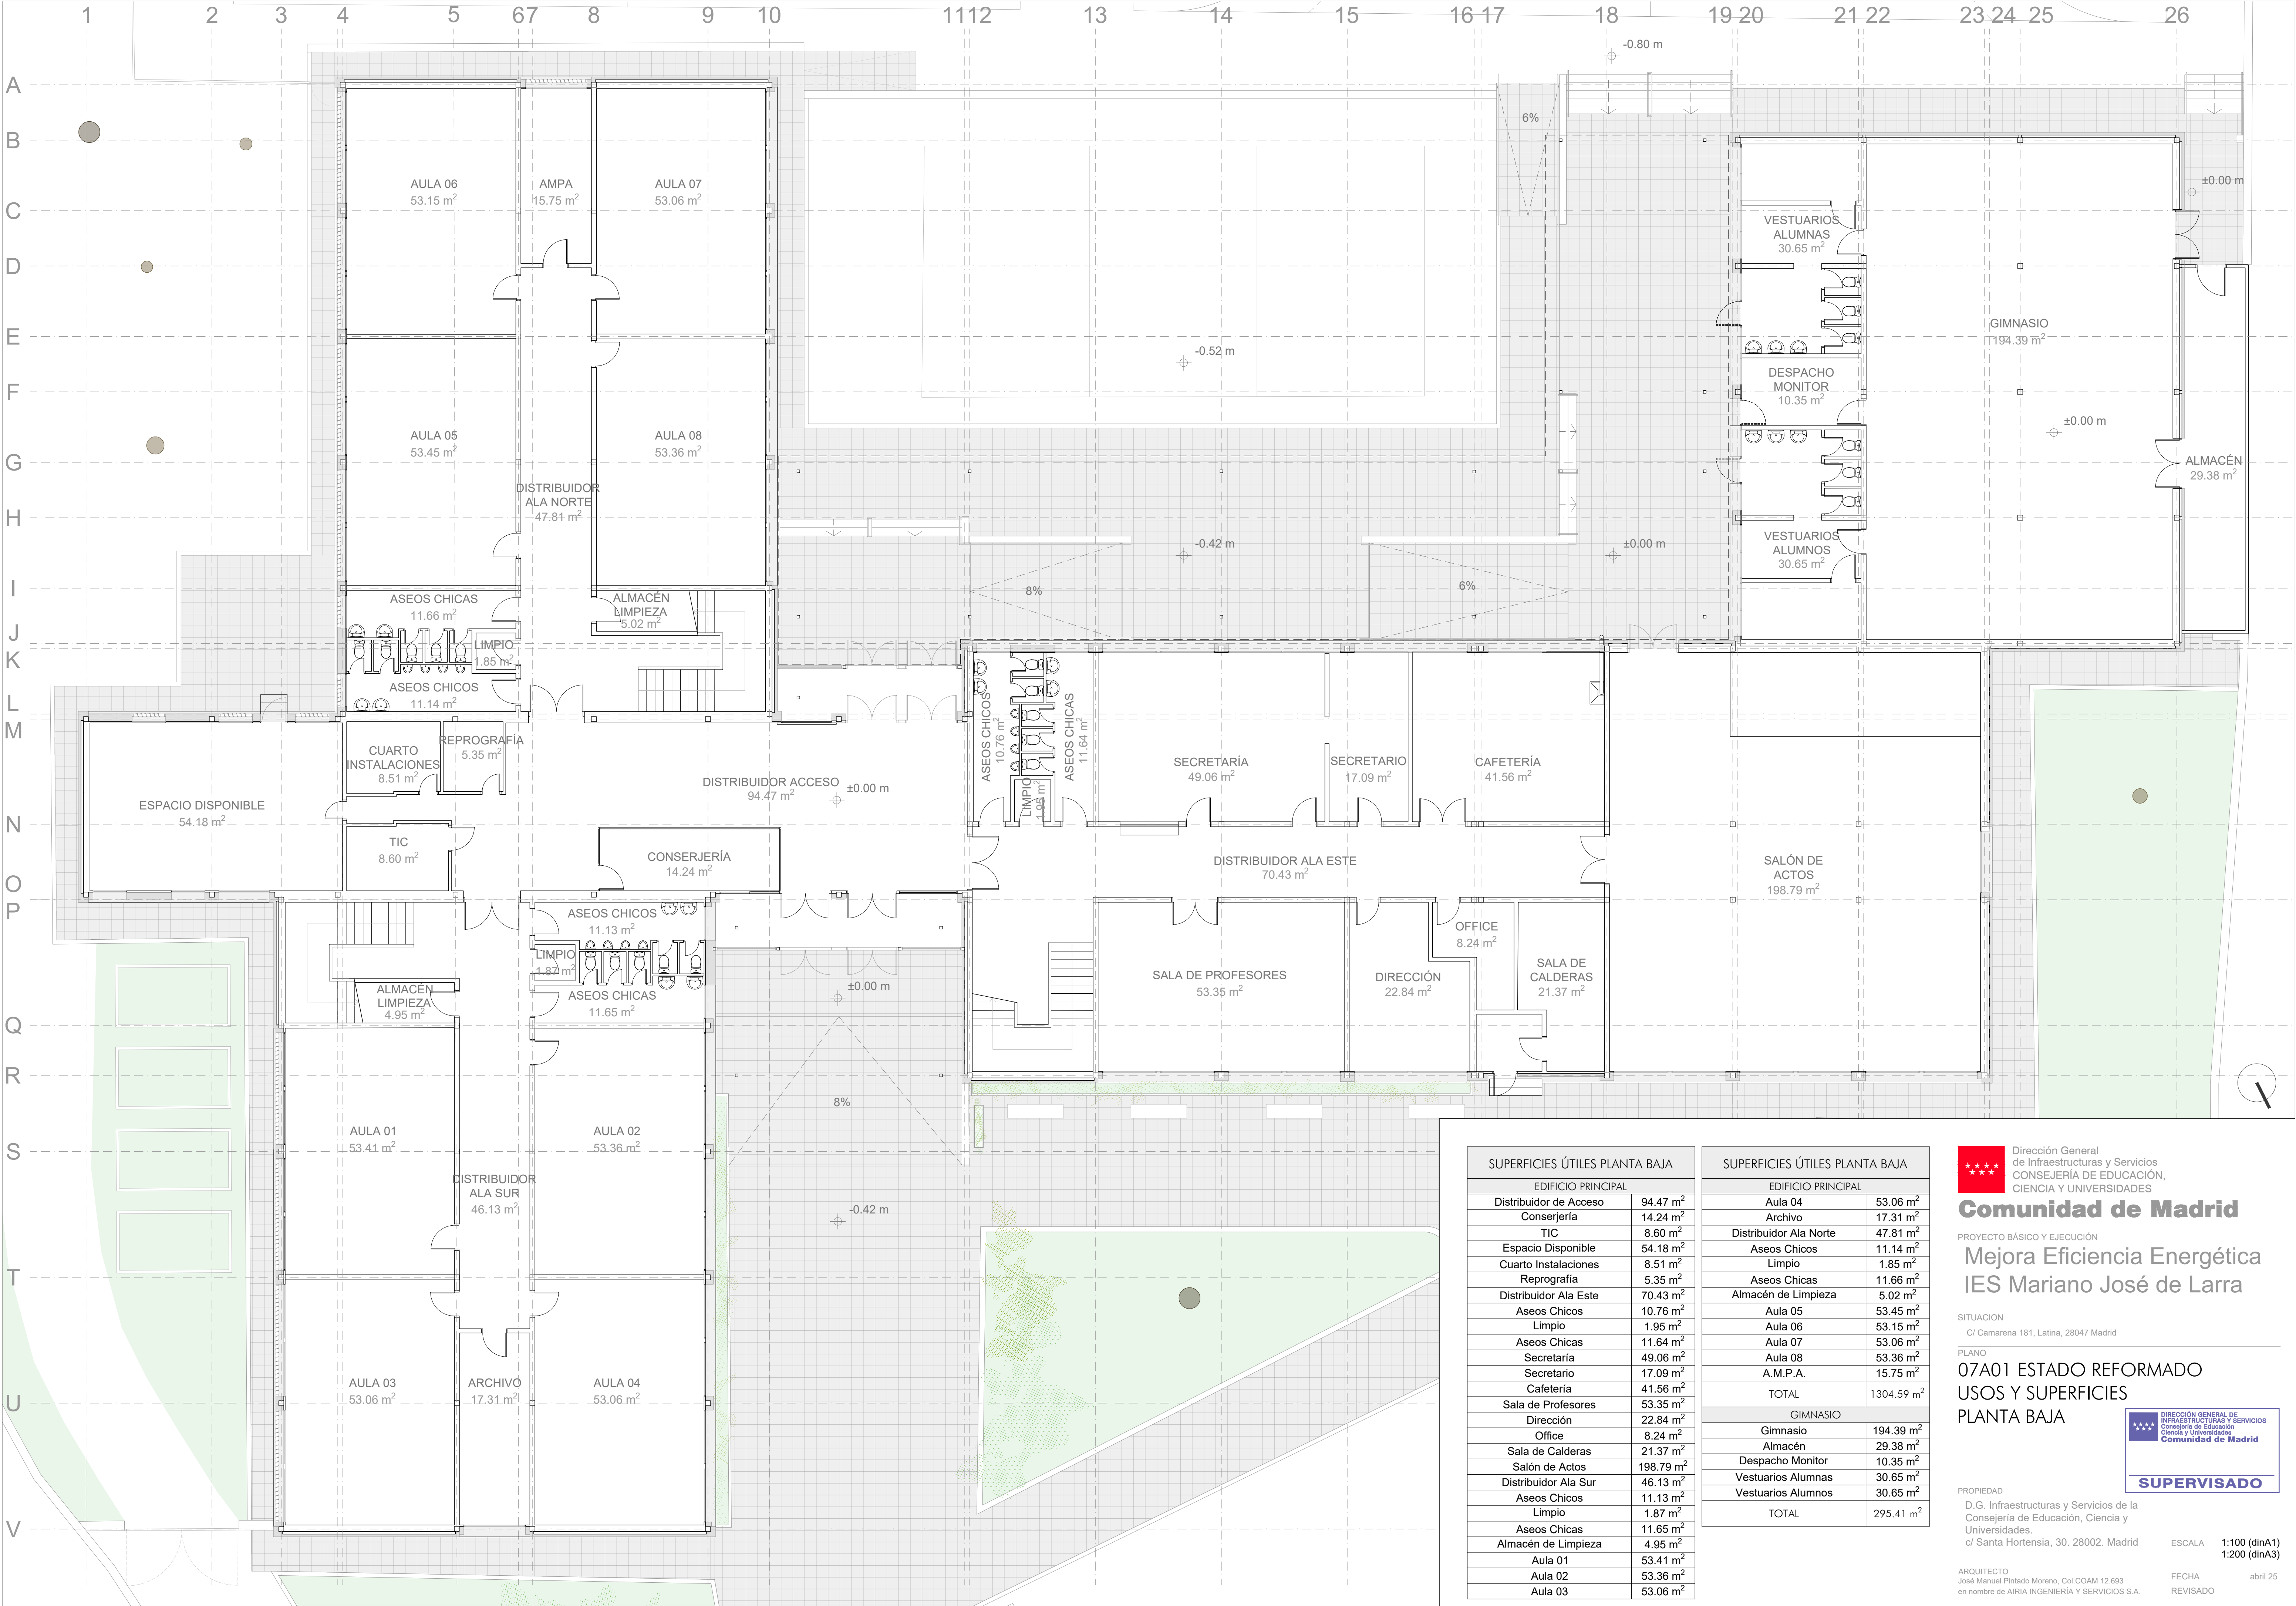 1 2 3 4 5 6 7 8 9 10 11 12 13 14 15 16 17 18 19 20 21 22 23 24 25 26
A
B
C
D
E
F
G
H
I
J
K
L
M
N
O
P
Q
R
S
T
U
V
-0.80 m
6%
±0.00 m
AULA 06
53.15 m²
AMPA
15.75 m²
AULA 07
53.06 m²
VESTUARIOS
ALUMNAS
30.65 m²
GIMNASIO
194.39 m²
-0.52 m
DESPACHO
MONITOR
10.35 m²
±0.00 m
AULA 05
53.45 m²
AULA 08
53.36 m²
ALMACÉN
29.38 m²
DISTRIBUIDOR
ALA NORTE
47.81 m²
-0.42 m
±0.00 m
VESTUARIOS
ALUMNOS
30.65 m²
8%
6%
ASEOS CHICAS
11.66 m²
ALMACÉN
LIMPIEZA
5.02 m²
LIMPIO
1.85 m²
ASEOS CHICOS
11.14 m²
CUARTO
INSTALACIONES
8.51 m²
REPROGRAFÍA
5.35 m²
ESPACIO DISPONIBLE
54.18 m²
TIC
8.60 m²
DISTRIBUIDOR ACCESO
94.47 m²
±0.00 m
CONSERJERÍA
14.24 m²
ASEOS CHICOS
10.76 m²
LIMPIO
1.95 m²
ASEOS CHICAS
11.64 m²
SECRETARÍA
49.06 m²
SECRETARIO
17.09 m²
CAFETERÍA
41.56 m²
DISTRIBUIDOR ALA ESTE
70.43 m²
SALÓN DE
ACTOS
198.79 m²
ASEOS CHICOS
11.13 m²
LIMPIO
1.87 m²
ASEOS CHICAS
11.65 m²
ALMACÉN
LIMPIEZA
4.95 m²
±0.00 m
SALA DE PROFESORES
53.35 m²
DIRECCIÓN
22.84 m²
OFFICE
8.24 m²
SALA DE
CALDERAS
21.37 m²
8%
AULA 01
53.41 m²
AULA 02
53.36 m²
DISTRIBUIDOR
ALA SUR
46.13 m²
-0.42 m
AULA 03
53.06 m²
ARCHIVO
17.31 m²
AULA 04
53.06 m²
SUPERFICIES ÚTILES PLANTA BAJA
EDIFICIO PRINCIPAL
Distribuidor de Acceso 94.47 m²
Conserjería 14.24 m²
TIC 8.60 m²
Espacio Disponible 54.18 m²
Cuarto Instalaciones 8.51 m²
Reprografía 5.35 m²
Distribuidor Ala Este 70.43 m²
Aseos Chicos 10.76 m²
Limpio 1.95 m²
Aseos Chicas 11.64 m²
Secretaría 49.06 m²
Secretario 17.09 m²
Cafetería 41.56 m²
Sala de Profesores 53.35 m²
Dirección 22.84 m²
Office 8.24 m²
Sala de Calderas 21.37 m²
Salón de Actos 198.79 m²
Distribuidor Ala Sur 46.13 m²
Aseos Chicos 11.13 m²
Limpio 1.87 m²
Aseos Chicas 11.65 m²
Almacén de Limpieza 4.95 m²
Aula 01 53.41 m²
Aula 02 53.36 m²
Aula 03 53.06 m²
SUPERFICIES ÚTILES PLANTA BAJA
EDIFICIO PRINCIPAL
Aula 04 53.06 m²
Archivo 17.31 m²
Distribuidor Ala Norte 47.81 m²
Aseos Chicos 11.14 m²
Limpio 1.85 m²
Aseos Chicas 11.66 m²
Almacén de Limpieza 5.02 m²
Aula 05 53.45 m²
Aula 06 53.15 m²
Aula 07 53.06 m²
Aula 08 53.36 m²
A.M.P.A. 15.75 m²
TOTAL 1304.59 m²
GIMNASIO
Gimnasio 194.39 m²
Almacén 29.38 m²
Despacho Monitor 10.35 m²
Vestuarios Alumnas 30.65 m²
Vestuarios Alumnos 30.65 m²
TOTAL 295.41 m²
Dirección General
de Infraestructuras y Servicios
CONSEJERÍA DE EDUCACIÓN,
CIENCIA Y UNIVERSIDADES
Comunidad de Madrid
PROYECTO BÁSICO Y EJECUCIÓN
Mejora Eficiencia Energética
IES Mariano José de Larra
SITUACION
C/ Camarena 181, Latina, 28047 Madrid
PLANO
07A01 ESTADO REFORMADO
USOS Y SUPERFICIES
PLANTA BAJA
DIRECCIÓN GENERAL DE
INFRAESTRUCTURAS Y SERVICIOS
Consejería de Educación
Ciencia y Universidades
Comunidad de Madrid
SUPERVISADO
PROPIEDAD
D.G. Infraestructuras y Servicios de la
Consejería de Educación, Ciencia y
Universidades.
c/ Santa Hortensia, 30. 28002. Madrid
ESCALA 1:100 (dinA1)
1:200 (dinA3)
ARQUITECTO
José Manuel Pintado Moreno, Col.COAM 12.693
en nombre de AIRIA INGENIERÍA Y SERVICIOS S.A.
FECHA abril 25
REVISADO